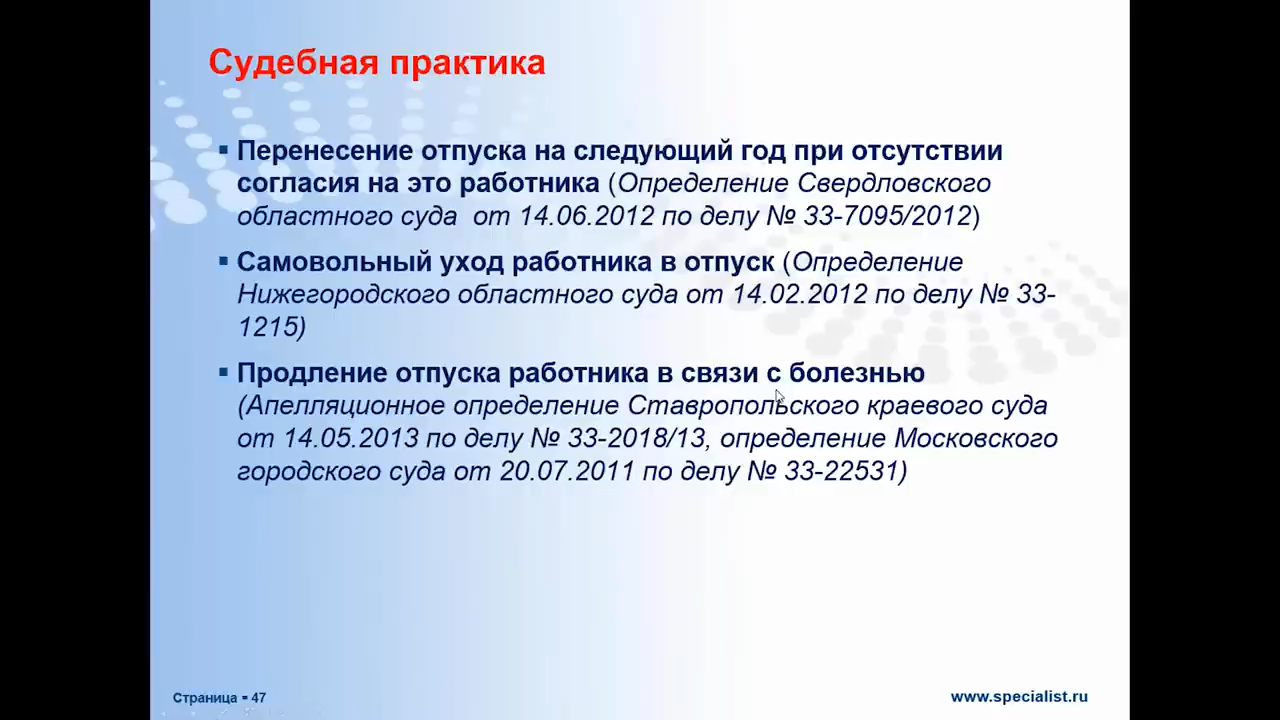 Судебная практика
▪ Перенесение отпуска на следующий год при отсутствии
согласия на это работника (Определение Свердловского
областного суда от 14.06.2012 по делу № 33-7095/2012)
▪ Самовольный уход работника в отпуск (Определение
Нижегородского областного суда от 14.02.2012 по делу № 33-
1215)
▪ Продление отпуска работника в связи с болезнью
(Апелляционное определение Ставропольского краевого суда
от 14.05.2013 по делу № 33-2018/13, определение Московского
городского суда от 20.07.2011 по делу № 33-22531)
Страница ▪ 47
www.specialist.ru